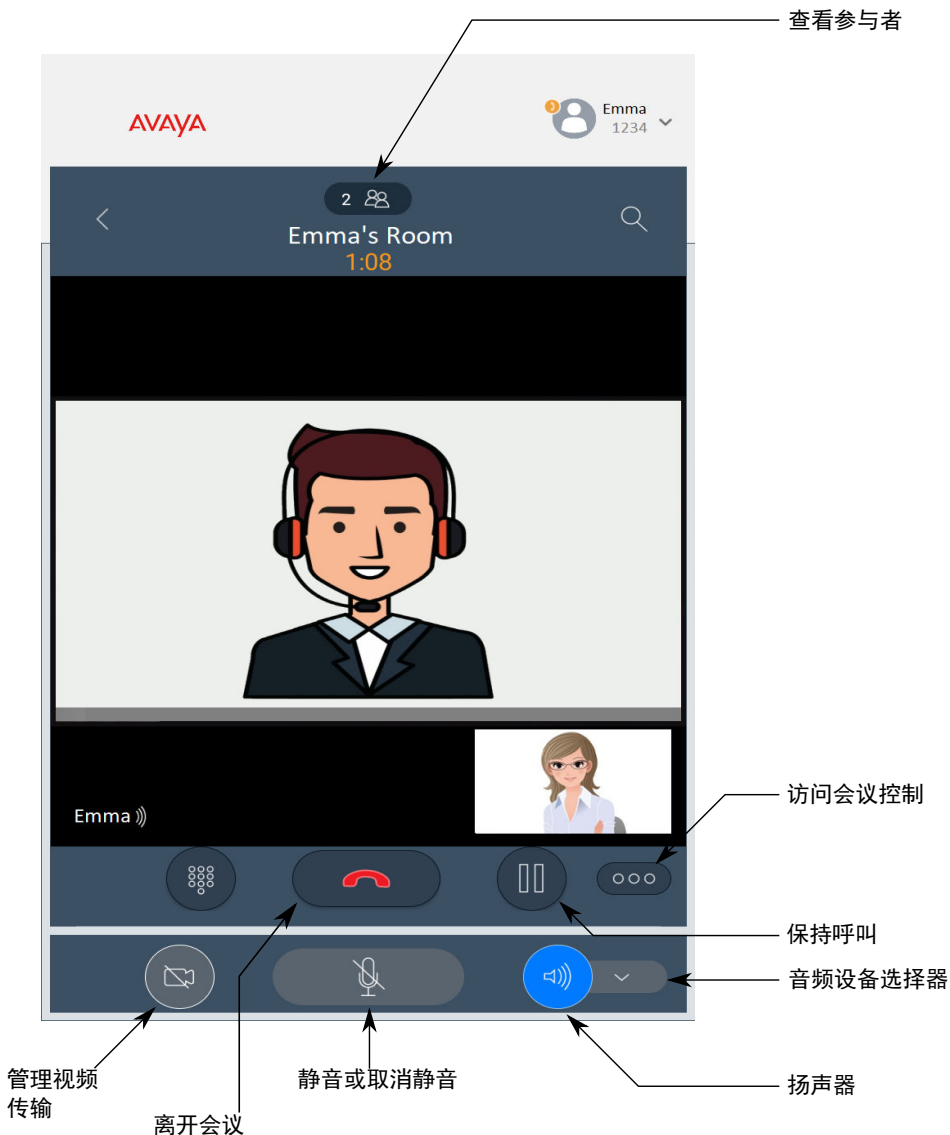 查看参与者
AVAYA
Emma
1234
2
Emma's Room
1:08
Emma
访问会议控制
保持呼叫
音频设备选择器
管理视频
传输
静音或取消静音
扬声器
离开会议